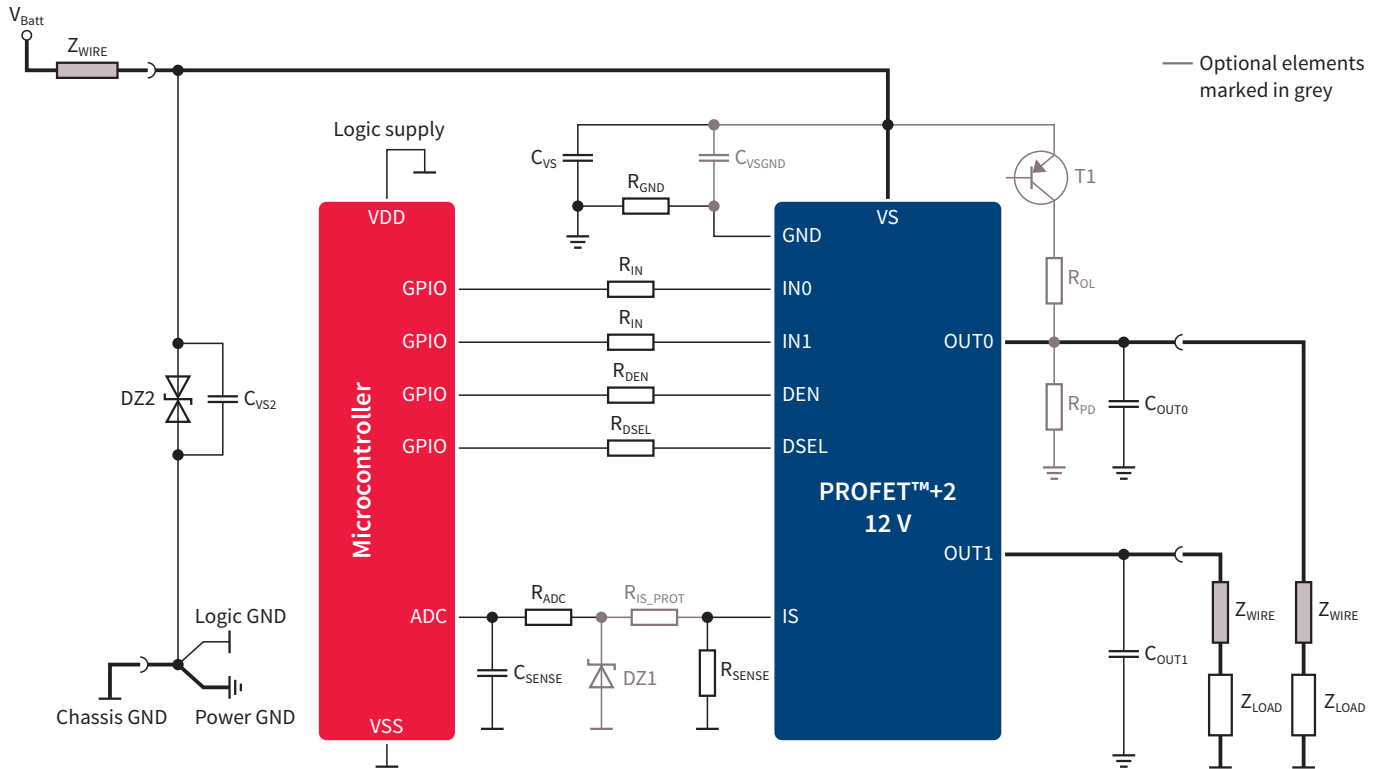 VBatt
ZWIRE
Optional elements
marked in grey
Logic supply
CVS
CVSGND
RGND
T1
VDD
VS
GND
GPIO
RIN
IN0
ROL
GPIO
RIN
IN1
OUT0
DZ2
CVS2
GPIO
RDEN
DEN
RPD
COUT0
GPIO
RDSEL
DSEL
Microcontroller
PROFET™+2
12 V
OUT1
Logic GND
ADC
RADC
RIS_PROT
IS
ZWIRE
ZWIRE
CSENSE
DZ1
RSENSE
COUT1
Chassis GND
Power GND
VSS
ZLOAD
ZLOAD